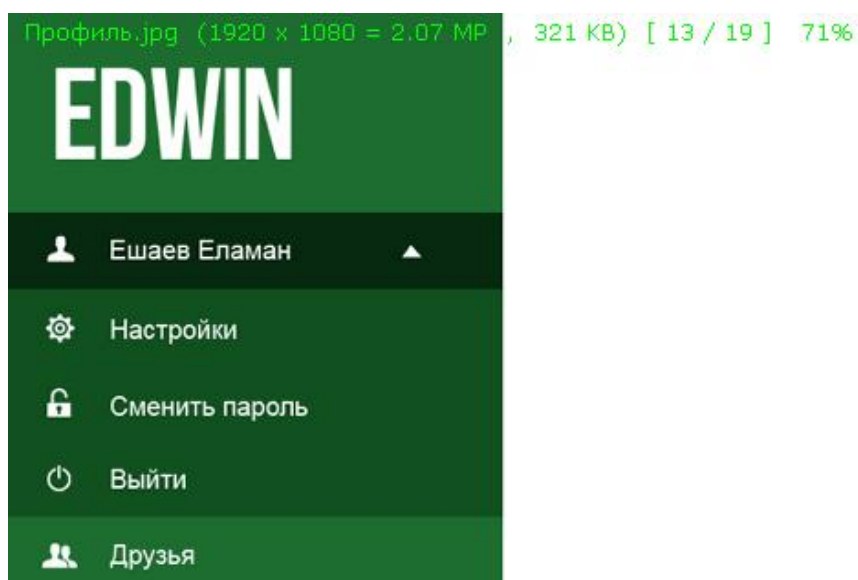 Профиль.jpg (1920 x 1080 = 2.07 MP , 321 KB) [ 13 / 19 ] 71%
EDWIN
Ешаев Еламан
Настройки
Сменить пароль
Выйти
Друзья